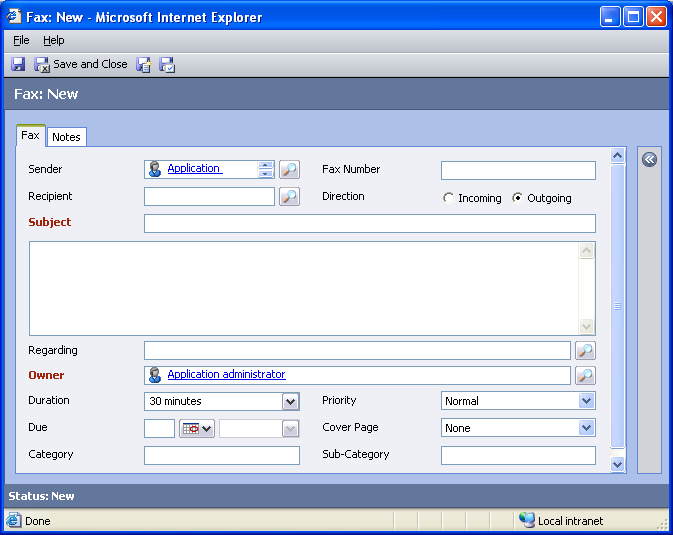 Fax: New - Microsoft Internet Explorer
File Help
Save and Close
Fax: New
Fax Notes
Sender Application Fax Number
Recipient Direction Incoming Outgoing
Subject
Regarding
Owner Application administrator
Duration 30 minutes Priority Normal
Due Cover Page None
Category Sub-Category
Status: New
Done Local intranet